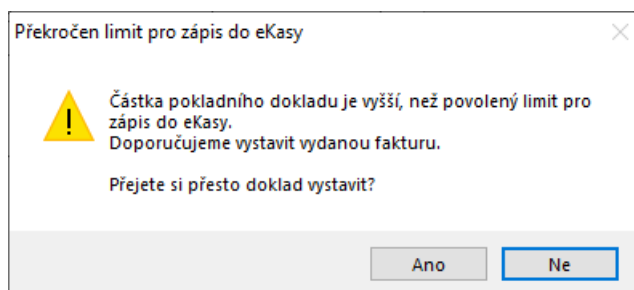 Překročen limit pro zápis do eKasy
Částka pokladního dokladu je vyšší, než povolený limit pro
zápis do eKasy.
Doporučujeme vystavit vydanou fakturu.
Přejete si přesto doklad vystavit?
Ano
Ne